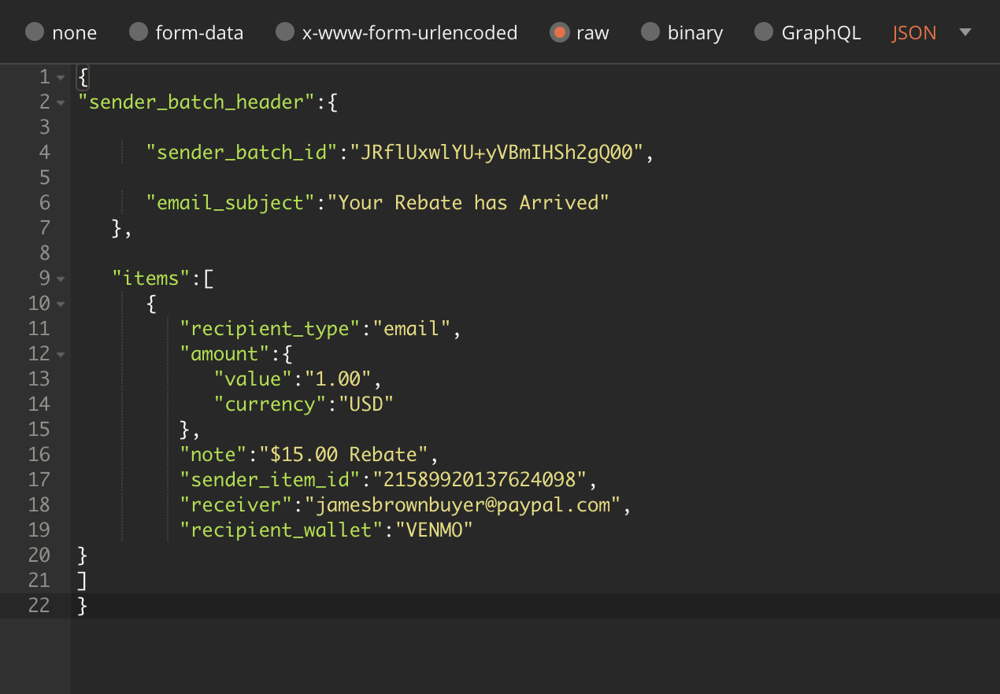 none form-data x-www-form-urlencoded raw binary GraphQL JSON
1 {
2 "sender_batch_header":{
3
4 "sender_batch_id":"JRflUxwlYU+yVBmIHSh2gQ00",
5
6 "email_subject":"Your Rebate has Arrived"
7 },
8
9 "items":[
10 {
11 "recipient_type":"email",
12 "amount":{
13 "value":"1.00",
14 "currency":"USD"
15 },
16 "note":"$15.00 Rebate",
17 "sender_item_id":"21589920137624098",
18 "receiver":"jamesbrownbuyer@paypal.com",
19 "recipient_wallet":"VENMO"
20 }
21 ]
22 }